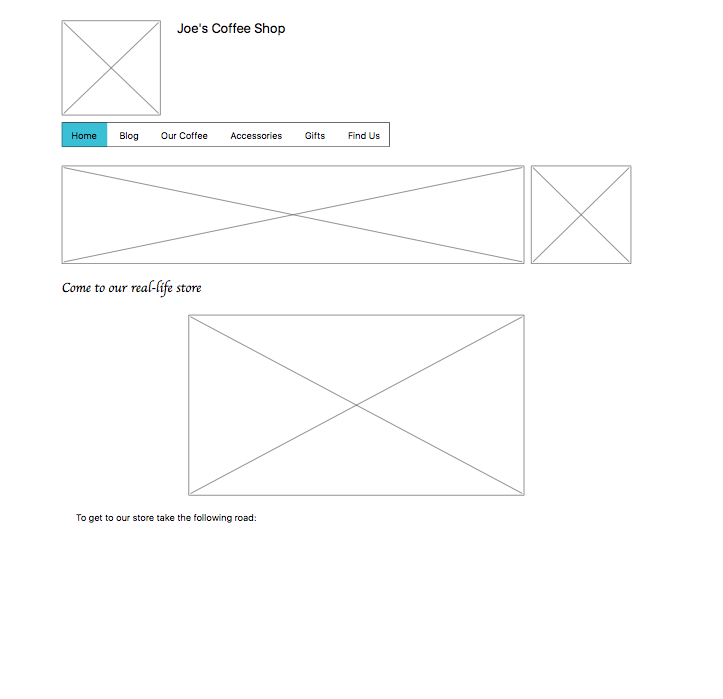 Joe's Coffee Shop
Home Blog Our Coffee Accessories Gifts Find Us
Come to our real-life store
To get to our store take the following road: